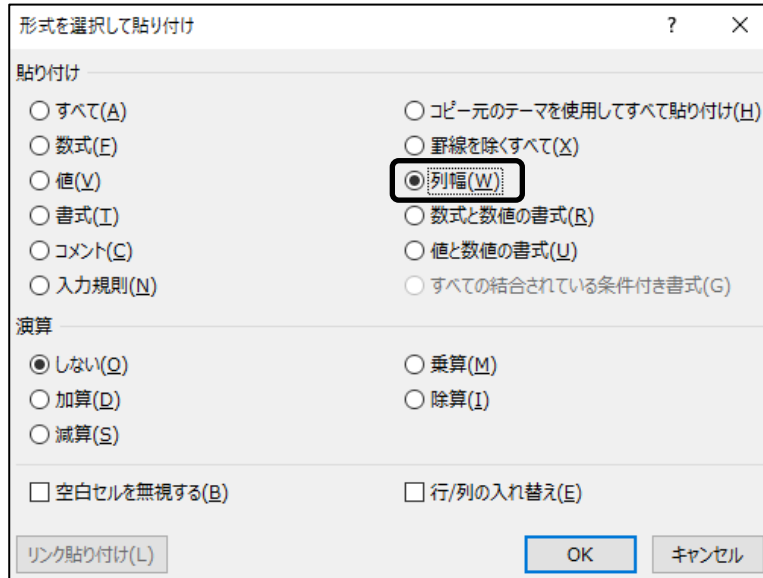 形式を選択して貼り付け ? ×
貼り付け
すべて(A) コピー元のテーマを使用してすべて貼り付け(H)
数式(F) 罫線を除くすべて(X)
値(V) 列幅(W)
書式(T) 数式と数値の書式(R)
コメント(C) 値と数値の書式(U)
入力規則(N) すべての結合されている条件付き書式(G)
演算
しない(O) 乗算(M)
加算(D) 除算(I)
減算(S)
空白セルを無視する(B) 行/列の入れ替え(E)
リンク貼り付け(L) OK キャンセル